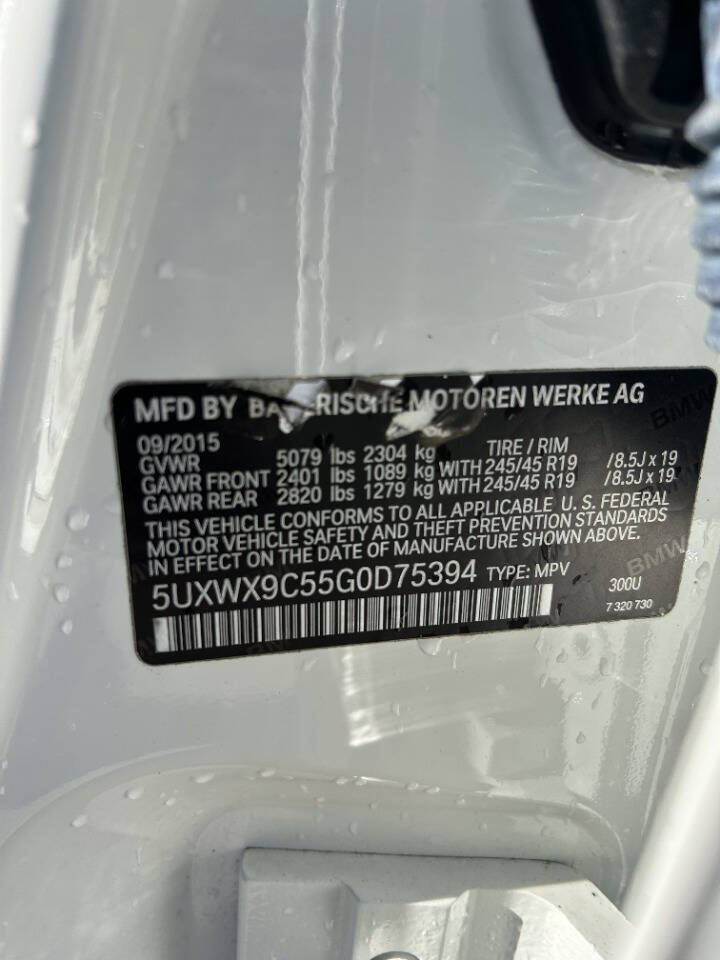 MFD BY BAYERISCHE MOTOREN WERKE AG
09/2015 TIRE / RIM
GVWR 5079 lbs 2304 kg
GAWR FRONT 2401 lbs 1089 kg WITH 245/45 R19 /8.5J x 19
GAWR REAR 2820 lbs 1279 kg WITH 245/45 R19 /8.5J x 19
THIS VEHICLE CONFORMS TO ALL APPLICABLE U. S. FEDERAL
MOTOR VEHICLE SAFETY AND THEFT PREVENTION STANDARDS
IN EFFECT ON THE DATE OF MANUFACTURE SHOWN ABOVE.
5UXWX9C55G0D75394 TYPE: MPV 300U
7 320 730
BMW
BMW